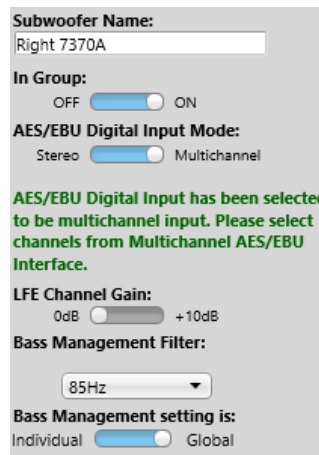 Subwoofer Name:
Right 7370A
In Group:
OFF ON
AES/EBU Digital Input Mode:
Stereo Multichannel
AES/EBU Digital Input has been selected
to be multichannel input. Please select
channels from Multichannel AES/EBU
Interface.
LFE Channel Gain:
0dB +10dB
Bass Management Filter:
85Hz
Bass Management setting is:
Individual Global